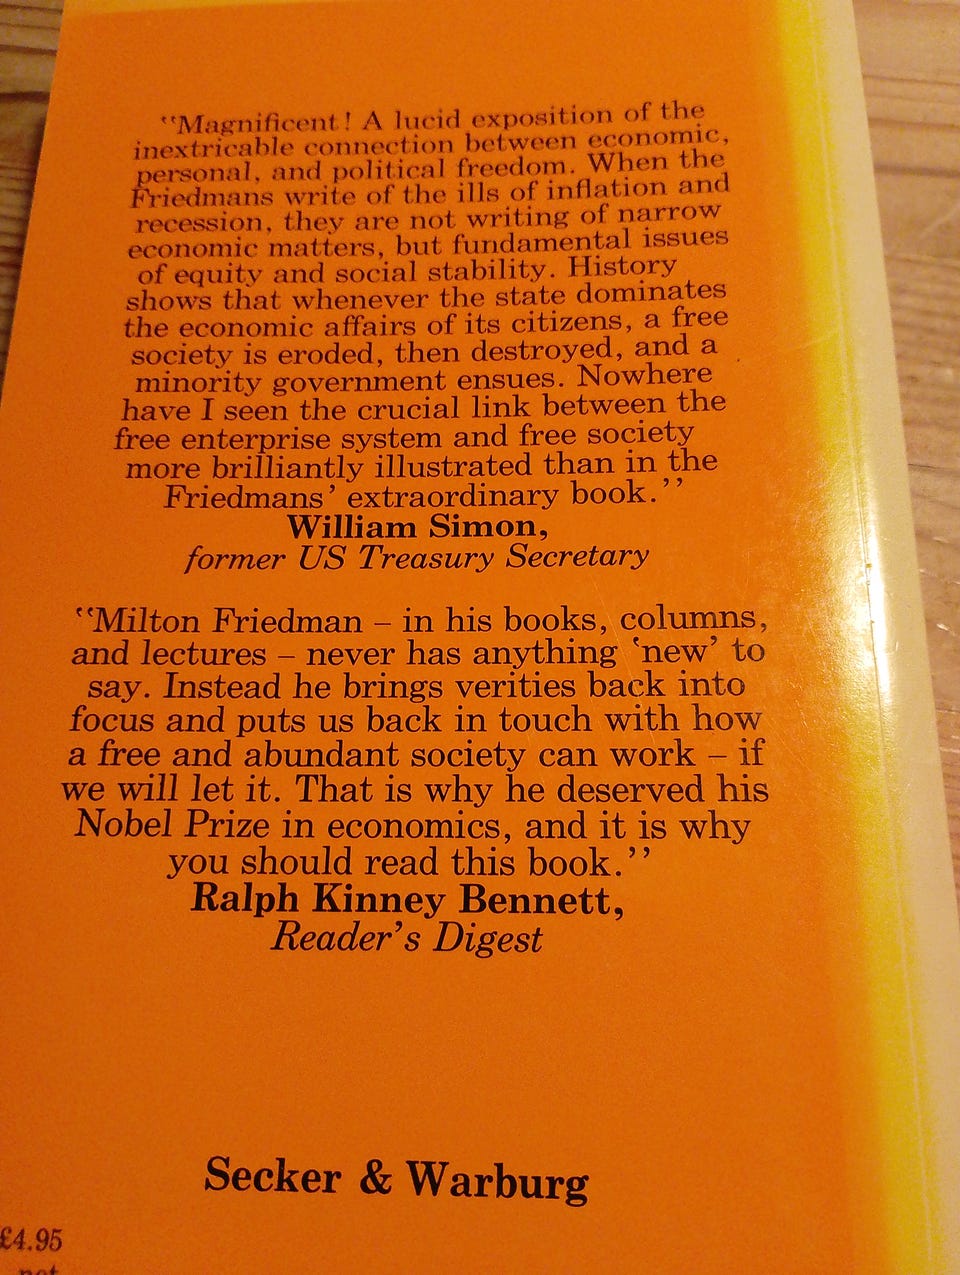 “Magnificent! A lucid exposition of the
inextricable connection between economic,
personal, and political freedom. When the
Friedmans write of the ills of inflation and
recession, they are not writing of narrow
economic matters, but fundamental issues
of equity and social stability. History
shows that whenever the state dominates
the economic affairs of its citizens, a free
society is eroded, then destroyed, and a
minority government ensues. Nowhere
have I seen the crucial link between the
free enterprise system and free society
more brilliantly illustrated than in the
Friedmans’ extraordinary book.”
William Simon,
former US Treasury Secretary
“Milton Friedman – in his books, columns,
and lectures – never has anything ‘new’ to
say. Instead he brings verities back into
focus and puts us back in touch with how
a free and abundant society can work – if
we will let it. That is why he deserved his
Nobel Prize in economics, and it is why
you should read this book.”
Ralph Kinney Bennett,
Reader’s Digest
Secker & Warburg
£4.95
net